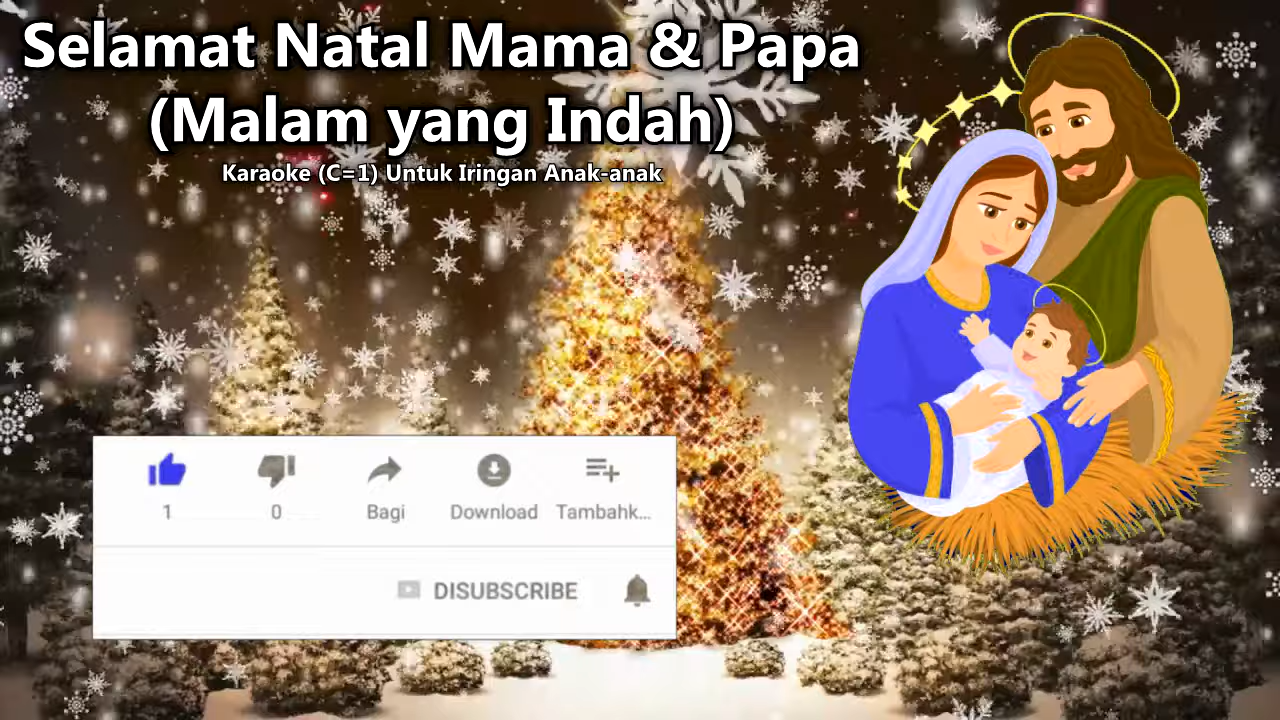 Selamat Natal Mama & Papa
(Malam yang Indah)
Karaoke (C=1) Untuk Iringan Anak-anak
1 0 Bagi Download Tambahk...
DISUBSCRIBE